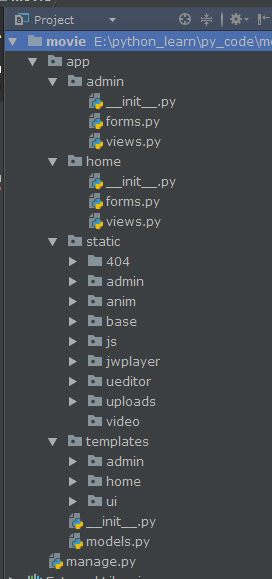 Project
movie E:\python_learn\py_code\mo
app
admin
__init__.py
forms.py
views.py
home
__init__.py
forms.py
views.py
static
404
admin
anim
base
js
jwplayer
ueditor
uploads
video
templates
admin
home
ui
__init__.py
models.py
manage.py